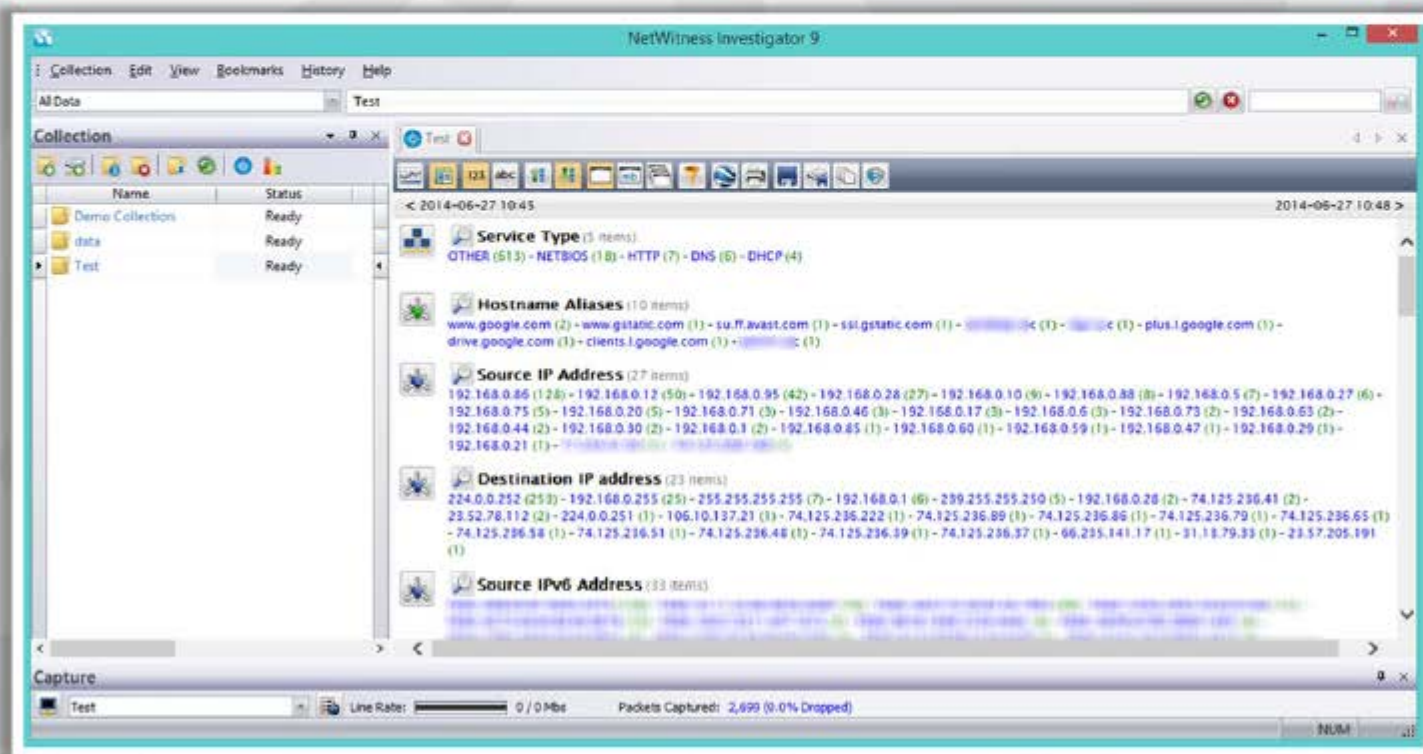 NetWitness Investigator 9
Collection Edit View Bookmarks History Help
All Data Test
Collection
Test
123 abc
Name Status
< 2014-06-27 10:45 2014-06-27 10:48 >
Demo Collection Ready
data Ready
Test Ready
Service Type (5 items)
OTHER (613) - NETBIOS (18) - HTTP (7) - DNS (6) - DHCP (4)
Hostname Aliases (10 items)
www.google.com (2) - www.gstatic.com (1) - su.ff.avast.com (1) - ssl.gstatic.com (1) - c (1) - c (1) - plus.l.google.com (1) -
drive.google.com (1) - clients.l.google.com (1) - c (1)
Source IP Address (27 items)
192.168.0.86 (128) - 192.168.0.12 (50) - 192.168.0.95 (42) - 192.168.0.28 (27) - 192.168.0.10 (9) - 192.168.0.88 (8) - 192.168.0.5 (7) - 192.168.0.27 (6) -
192.168.0.75 (5) - 192.168.0.20 (5) - 192.168.0.71 (3) - 192.168.0.46 (3) - 192.168.0.17 (3) - 192.168.0.6 (3) - 192.168.0.73 (2) - 192.168.0.63 (2) -
192.168.0.44 (2) - 192.168.0.30 (2) - 192.168.0.1 (2) - 192.168.0.85 (1) - 192.168.0.60 (1) - 192.168.0.59 (1) - 192.168.0.47 (1) - 192.168.0.29 (1) -
192.168.0.21 (1) -
Destination IP address (23 items)
224.0.0.252 (253) - 192.168.0.255 (25) - 255.255.255.255 (7) - 192.168.0.1 (6) - 239.255.255.250 (5) - 192.168.0.28 (2) - 74.125.236.41 (2) -
23.52.78.112 (2) - 224.0.0.251 (1) - 106.10.137.21 (1) - 74.125.236.222 (1) - 74.125.236.89 (1) - 74.125.236.86 (1) - 74.125.236.79 (1) - 74.125.236.65 (1)
- 74.125.236.58 (1) - 74.125.236.51 (1) - 74.125.236.48 (1) - 74.125.236.39 (1) - 74.125.236.37 (1) - 66.235.141.17 (1) - 31.13.79.33 (1) - 23.57.205.191
(1)
Source IPv6 Address (33 items)
Capture
Test Line Rate: 0 / 0 Mbs Packets Captured: 2,699 (0.0% Dropped)
NUM